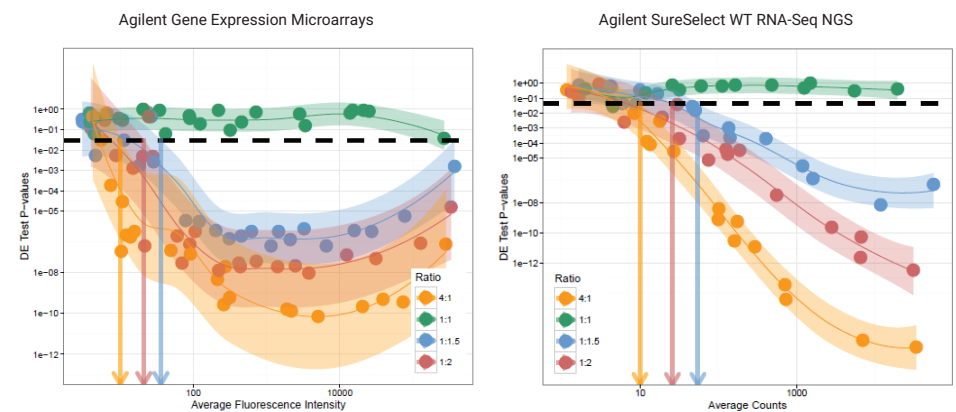 Agilent Gene Expression Microarrays
DE Test P-values
1e+00
1e-01
1e-02
1e-03
1e-04
1e-05
1e-08
1e-10
1e-12
100
10000
Average Fluorescence Intensity
Ratio
4:1
1:1
1:1.5
1:2
Agilent SureSelect WT RNA-Seq NGS
DE Test P-values
1e+00
1e-01
1e-02
1e-03
1e-04
1e-05
1e-08
1e-10
1e-12
10
1000
Average Counts
Ratio
4:1
1:1
1:1.5
1:2